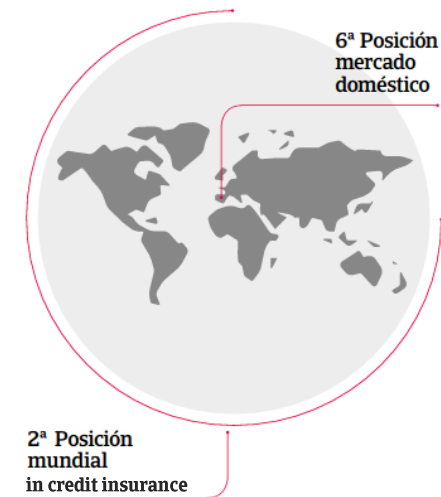 6ª Posición
mercado
doméstico
2ª Posición
mundial
in credit insurance